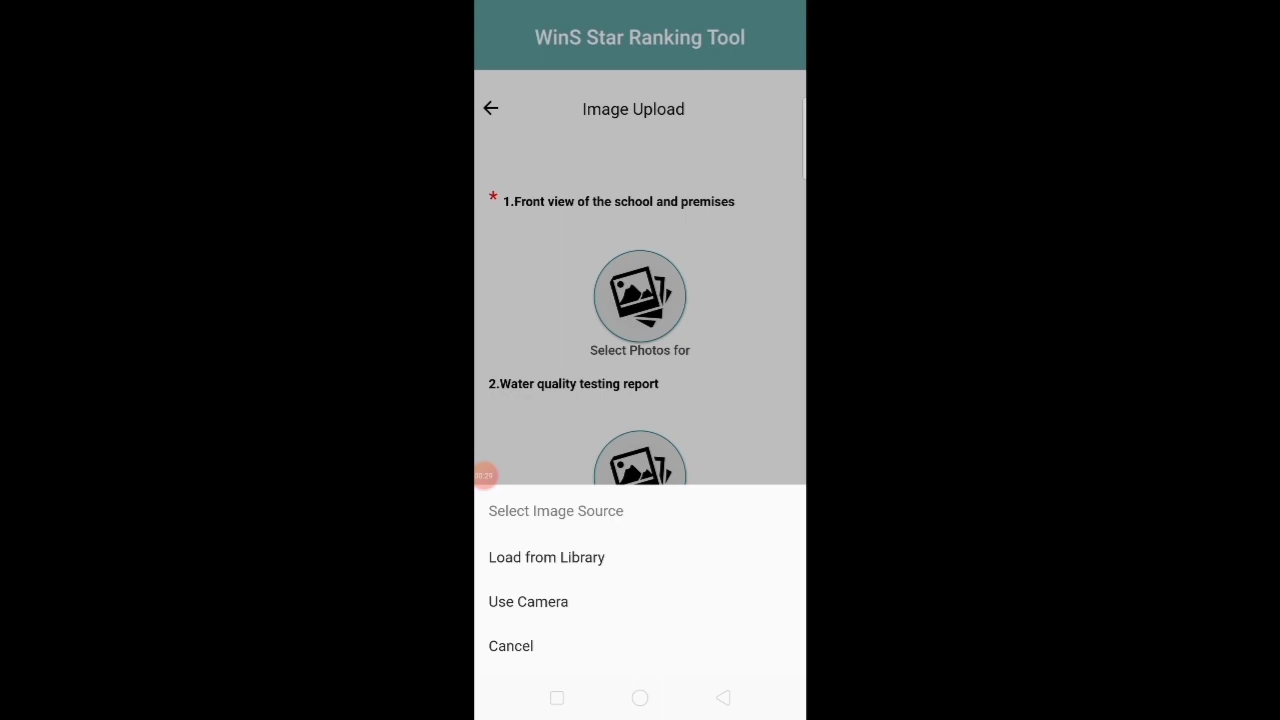 WinS Star Ranking Tool
Image Upload
* 1.Front view of the school and premises
Select Photos for
2.Water quality testing report
Select Image Source
Load from Library
Use Camera
Cancel